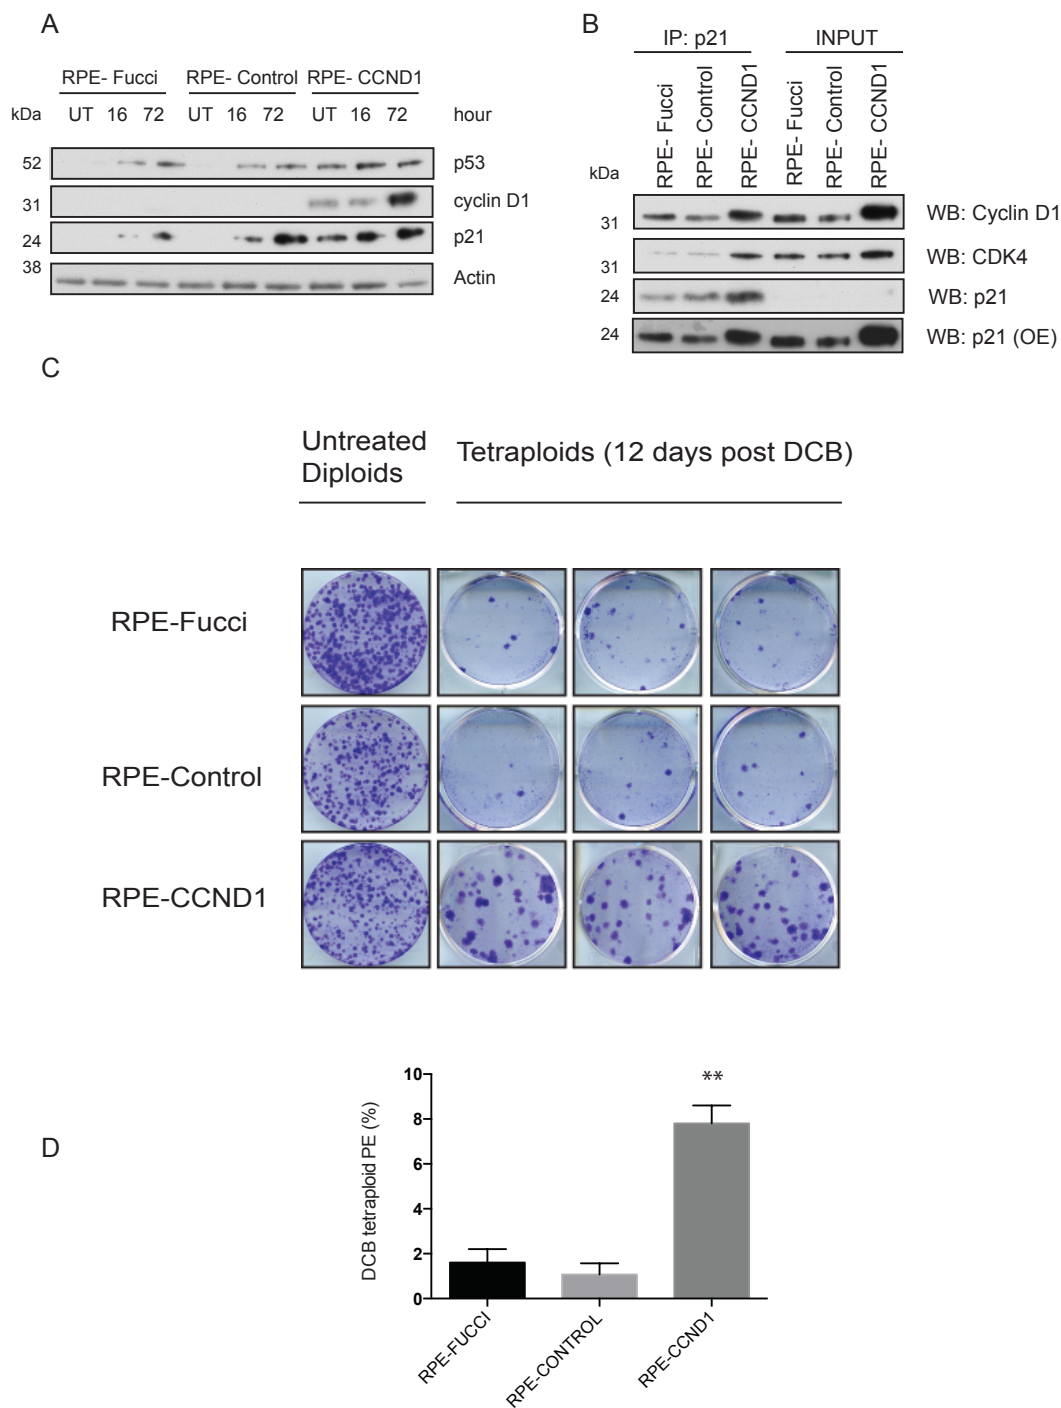 A
RPE- Fucci RPE- Control RPE- CCND1
kDa UT 16 72 UT 16 72 UT 16 72 hour
52 p53
31 cyclin D1
24 p21
38 Actin
B
IP: p21 INPUT
kDa RPE- Fucci RPE- Control RPE- CCND1 RPE- Fucci RPE- Control RPE- CCND1
31 WB: Cyclin D1
31 WB: CDK4
24 WB: p21
24 WB: p21 (OE)
C
Untreated
Diploids
Tetraploids (12 days post DCB)
RPE-Fucci
RPE-Control
RPE-CCND1
D
DCB tetraploid PE (%)
10
8
6
4
2
0
**
RPE-FUCCI
RPE-CONTROL
RPE-CCND1